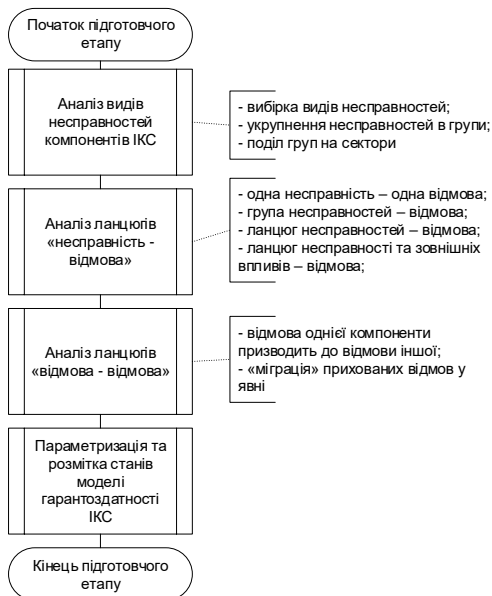 Початок підготовчого
етапу
Аналіз видів
несправностей
компонентів ІКС
- вибірка видів несправностей;
- укрупнення несправностей в групи;
- поділ груп на сектори
Аналіз ланцюгів
«несправність -
відмова»
- одна несправність – одна відмова;
- група несправностей – відмова;
- ланцюг несправностей – відмова;
- ланцюг несправності та зовнішніх
впливів – відмова;
Аналіз ланцюгів
«відмова - відмова»
- відмова однієї компоненти
призводить до відмови іншої;
- «міграція» прихованих відмов у
явні
Параметризація та
розмітка станів
моделі
гарантоздатності
ІКС
Кінець підготовчого
етапу